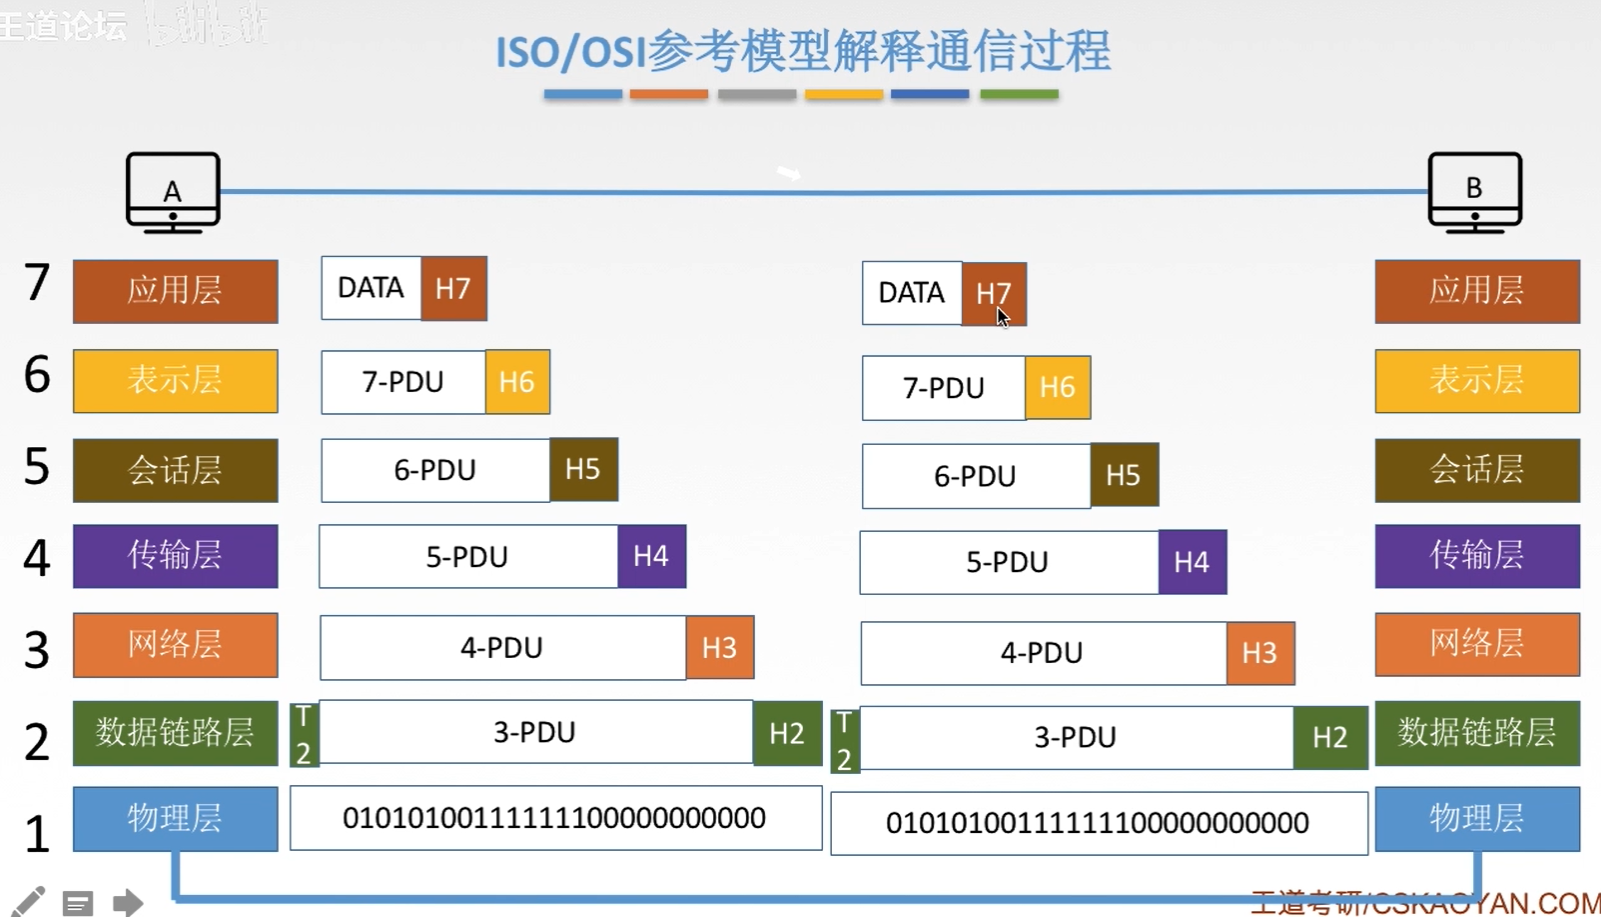 王道论坛 bilibili
ISO/OSI参考模型解释通信过程
A
B
7 应用层 DATA H7 DATA H7 应用层
6 表示层 7-PDU H6 7-PDU H6 表示层
5 会话层 6-PDU H5 6-PDU H5 会话层
4 传输层 5-PDU H4 5-PDU H4 传输层
3 网络层 4-PDU H3 4-PDU H3 网络层
2 数据链路层 T2 3-PDU H2 T2 3-PDU H2 数据链路层
1 物理层 01010100111111100000000000 01010100111111100000000000 物理层
王道考研/CSKAOYAN.COM